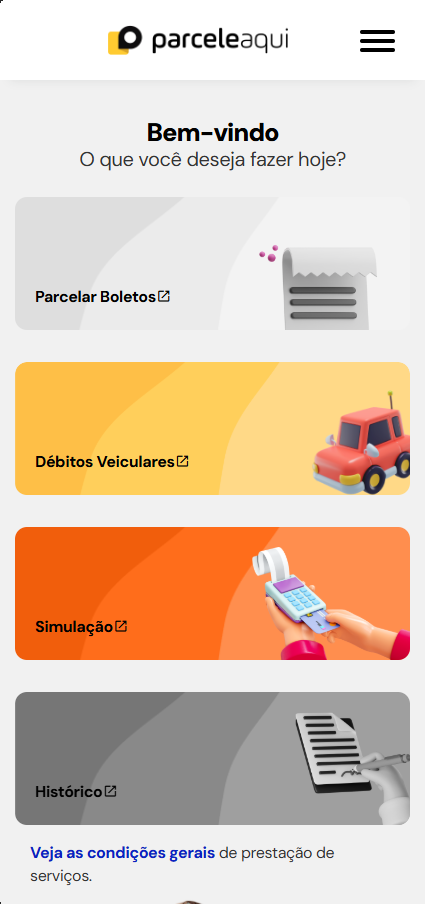 parceleaqui
Bem-vindo
O que você deseja fazer hoje?
Parcelar Boletos
Débitos Veiculares
Simulação
Histórico
Veja as condições gerais de prestação de
serviços.